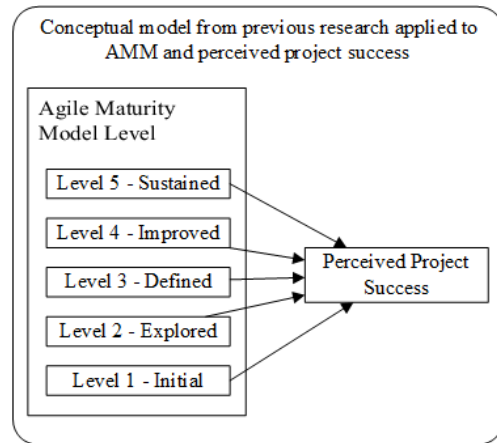 Conceptual model from previous research applied to
AMM and perceived project success
Agile Maturity
Model Level
Level 5 - Sustained
Level 4 - Improved
Level 3 - Defined
Level 2 - Explored
Level 1 - Initial
Perceived Project
Success